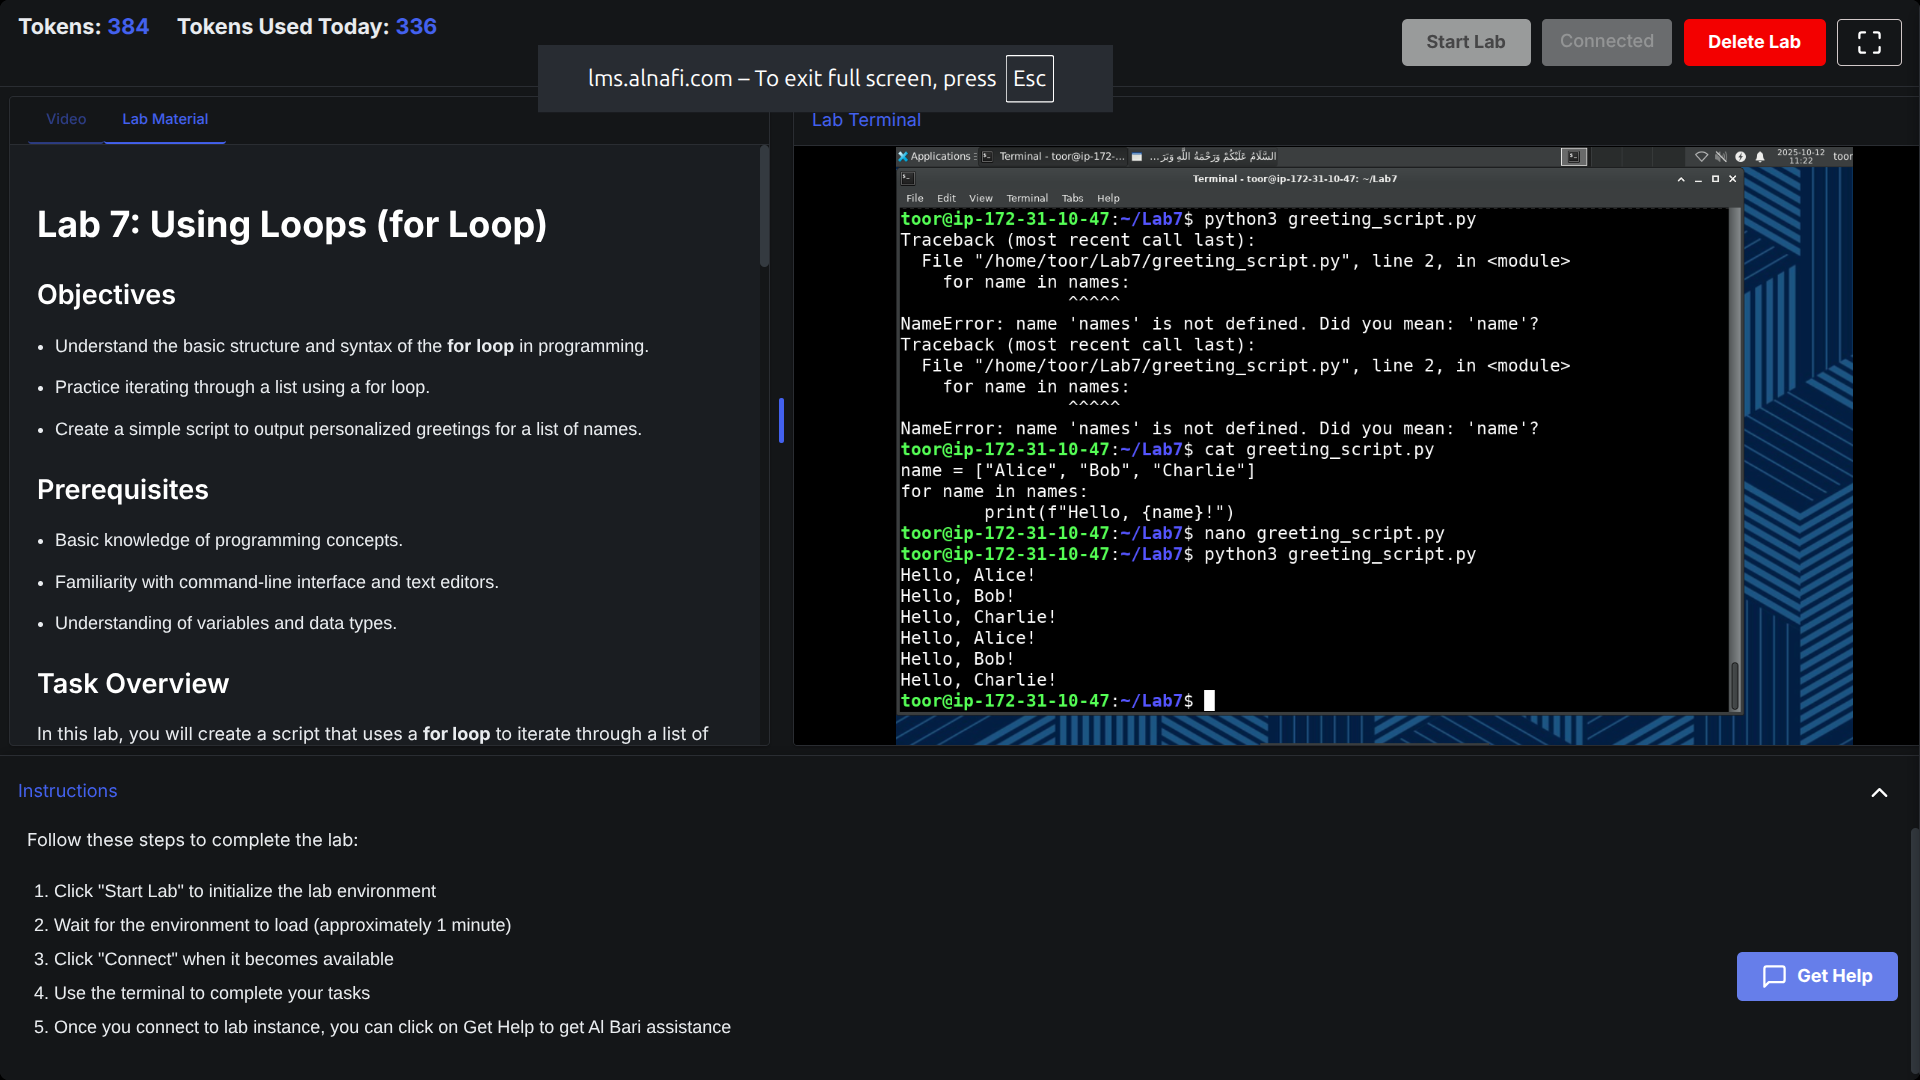 Tokens: 384 Tokens Used Today: 336
Start Lab
Connected
Delete Lab
lms.alnafi.com – To exit full screen, press Esc
Video
Lab Material
Lab 7: Using Loops (for Loop)
Objectives
• Understand the basic structure and syntax of the for loop in programming.
• Practice iterating through a list using a for loop.
• Create a simple script to output personalized greetings for a list of names.
Prerequisites
• Basic knowledge of programming concepts.
• Familiarity with command-line interface and text editors.
• Understanding of variables and data types.
Task Overview
In this lab, you will create a script that uses a for loop to iterate through a list of
Lab Terminal
Applications
Terminal - toor@ip-172-...
السَّلَامُ عَلَيْكُمْ وَرَحْمَةُ اللَّهِ وَبَرَ...
2025-10-12
11:22
toor
Terminal - toor@ip-172-31-10-47: ~/Lab7
File Edit View Terminal Tabs Help
toor@ip-172-31-10-47:~/Lab7$ python3 greeting_script.py
Traceback (most recent call last):
  File "/home/toor/Lab7/greeting_script.py", line 2, in <module>
    for name in names:
                ^^^^^
NameError: name 'names' is not defined. Did you mean: 'name'?
Traceback (most recent call last):
  File "/home/toor/Lab7/greeting_script.py", line 2, in <module>
    for name in names:
                ^^^^^
NameError: name 'names' is not defined. Did you mean: 'name'?
toor@ip-172-31-10-47:~/Lab7$ cat greeting_script.py
name = ["Alice", "Bob", "Charlie"]
for name in names:
        print(f"Hello, {name}!")
toor@ip-172-31-10-47:~/Lab7$ nano greeting_script.py
toor@ip-172-31-10-47:~/Lab7$ python3 greeting_script.py
Hello, Alice!
Hello, Bob!
Hello, Charlie!
Hello, Alice!
Hello, Bob!
Hello, Charlie!
toor@ip-172-31-10-47:~/Lab7$
Instructions
Follow these steps to complete the lab:
1. Click "Start Lab" to initialize the lab environment
2. Wait for the environment to load (approximately 1 minute)
3. Click "Connect" when it becomes available
4. Use the terminal to complete your tasks
5. Once you connect to lab instance, you can click on Get Help to get Al Bari assistance
Get Help